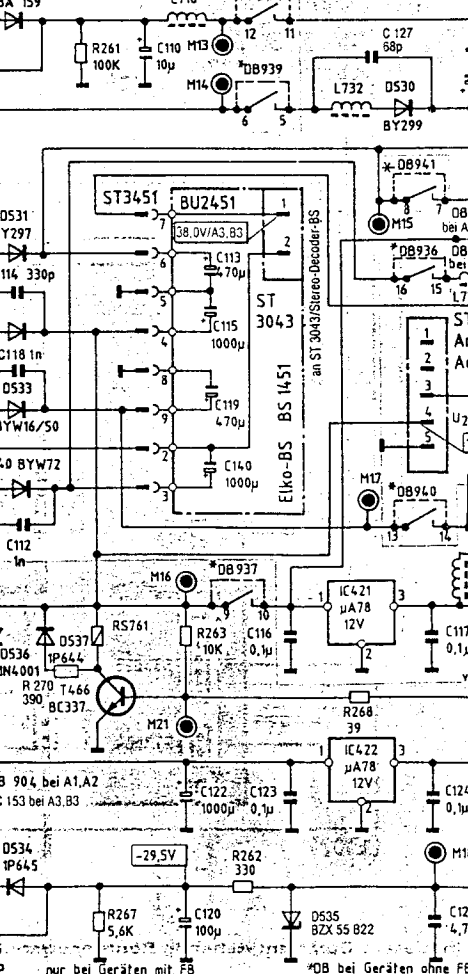 BA 159
12
11
R261
100K
C110
10µ
M13
C 127
68p
M14
*DB939
6
5
L732
D530
BY299
*DB941
8
7
M15
ST3451
BU2451
1
7
38,0V/A3,B3
2
6
C113
470µ
5
ST
3043
C115
1000µ
4
8
C119
470µ
9
2
C140
1000µ
3
Elko-BS BS 1451
an ST 3043/Stereo-Decoder-BS
D531
Y297
114 330p
C118 1n
D533
BYW16/50
40 BYW72
C112
1n
*DB936
16
15
L7
1
2
3
4
5
M17
*DB940
13
14
M16
*DB937
9
10
RS761
R263
10K
C116
0,1µ
1
IC421
µA78
12V
3
2
C117
0,1µ
D536
1N4001
D537
1P644
R 270
390
T466
BC337
M21
R268
39
904 bei A1,A2
153 bei A3,B3
C122
1000µ
C123
0,1µ
1
IC422
µA78
12V
3
2
C124
0,1µ
D534
1P645
-29,5V
R262
330
R267
5,6K
C120
100µ
D535
BZX 55 B22
4,7
nur bei Geräten mit FB
*DB bei Geräten ohne FB